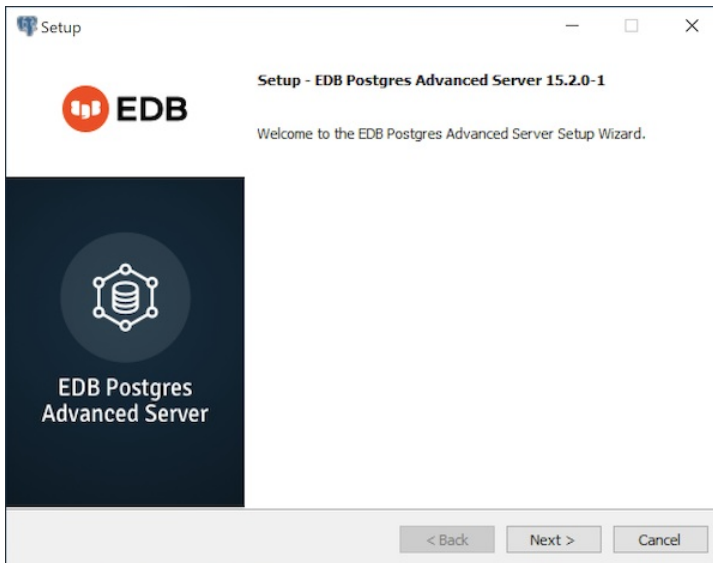 Setup
EDB
Setup - EDB Postgres Advanced Server 15.2.0-1
Welcome to the EDB Postgres Advanced Server Setup Wizard.
EDB Postgres
Advanced Server
< Back
Next >
Cancel